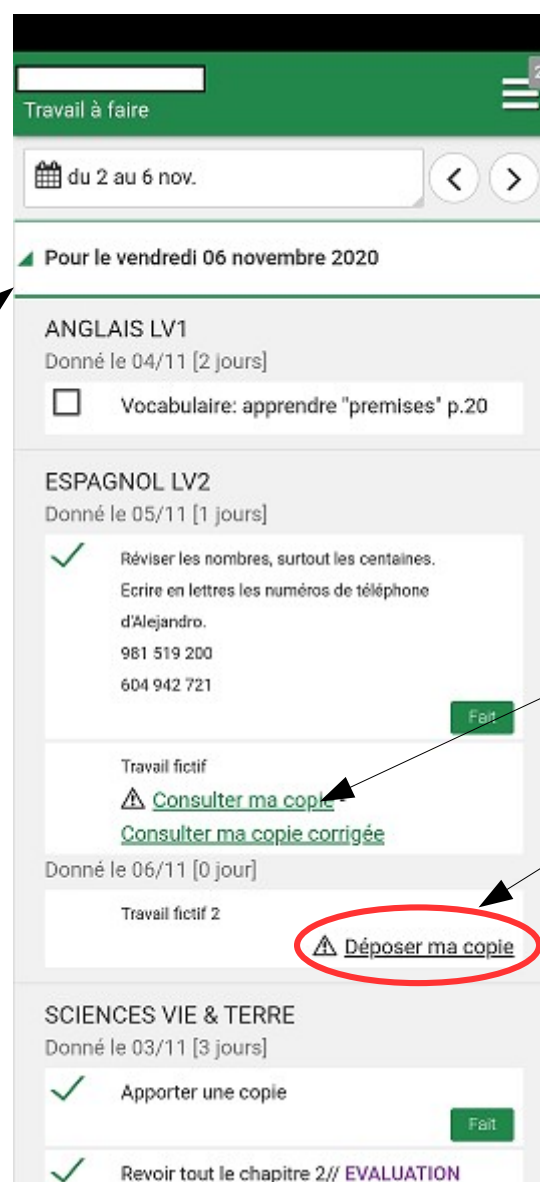 2
Travail à faire
du 2 au 6 nov.
Pour le vendredi 06 novembre 2020
ANGLAIS LV1
Donné le 04/11 [2 jours]
Vocabulaire: apprendre "premises" p.20
ESPAGNOL LV2
Donné le 05/11 [1 jours]
Réviser les nombres, surtout les centaines.
Ecrire en lettres les numéros de téléphone
d'Alejandro.
981 519 200
604 942 721
Fait
Travail fictif
Consulter ma copie -
Consulter ma copie corrigée
Donné le 06/11 [0 jour]
Travail fictif 2
Déposer ma copie
SCIENCES VIE & TERRE
Donné le 03/11 [3 jours]
Apporter une copie
Fait
Revoir tout le chapitre 2// EVALUATION